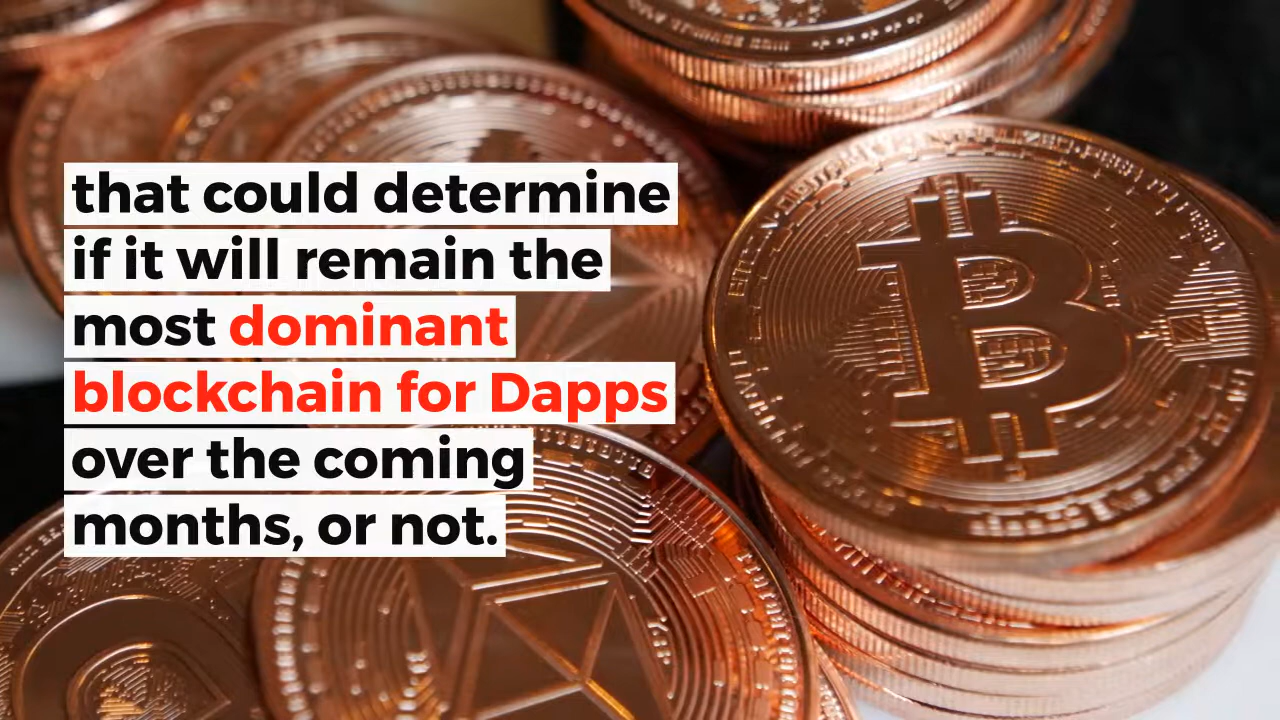 that could determine
if it will remain the
most dominant
blockchain for Dapps
over the coming
months, or not.